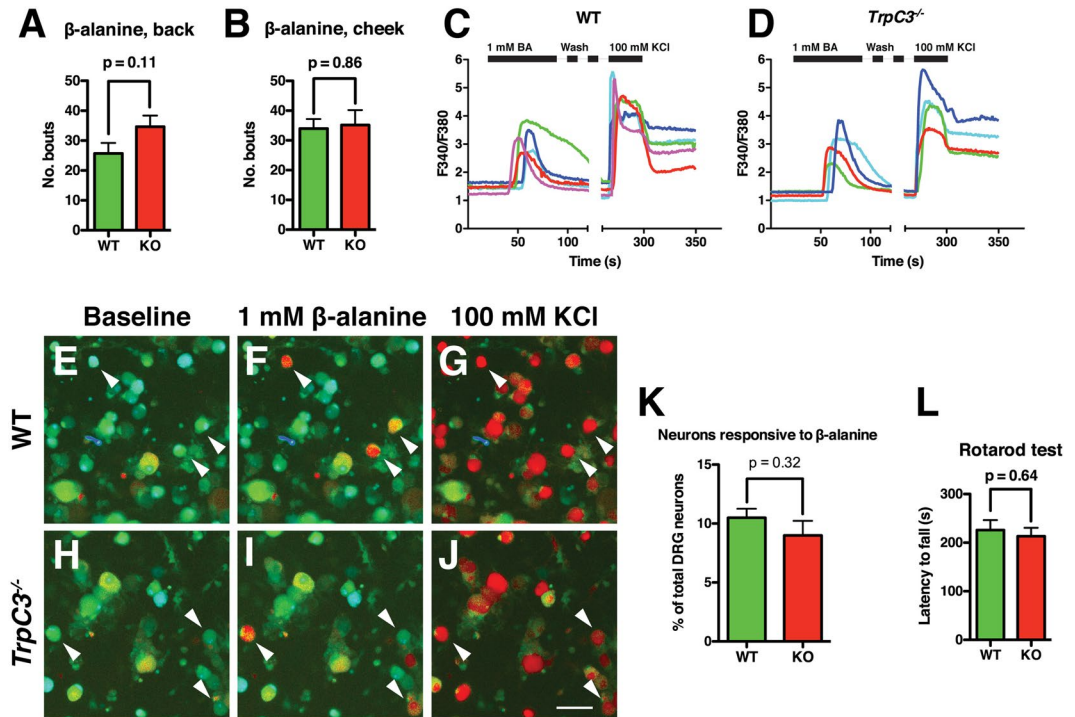 A
β-alanine, back
p = 0.11
No. bouts
50
40
30
20
10
0
WT
KO
B
β-alanine, cheek
p = 0.86
No. bouts
50
40
30
20
10
0
WT
KO
C
WT
1 mM BA
Wash
100 mM KCl
F340/F380
6
5
4
3
2
1
50
100
300
350
Time (s)
D
TrpC3-/-
1 mM BA
Wash
100 mM KCl
F340/F380
6
5
4
3
2
1
0
50
100
300
350
Time (s)
Baseline
1 mM β-alanine
100 mM KCl
WT
E
F
G
TrpC3-/-
H
I
J
K
Neurons responsive to β-alanine
p = 0.32
% of total DRG neurons
15
10
5
0
WT
KO
L
Rotarod test
p = 0.64
Latency to fall (s)
300
200
100
0
WT
KO